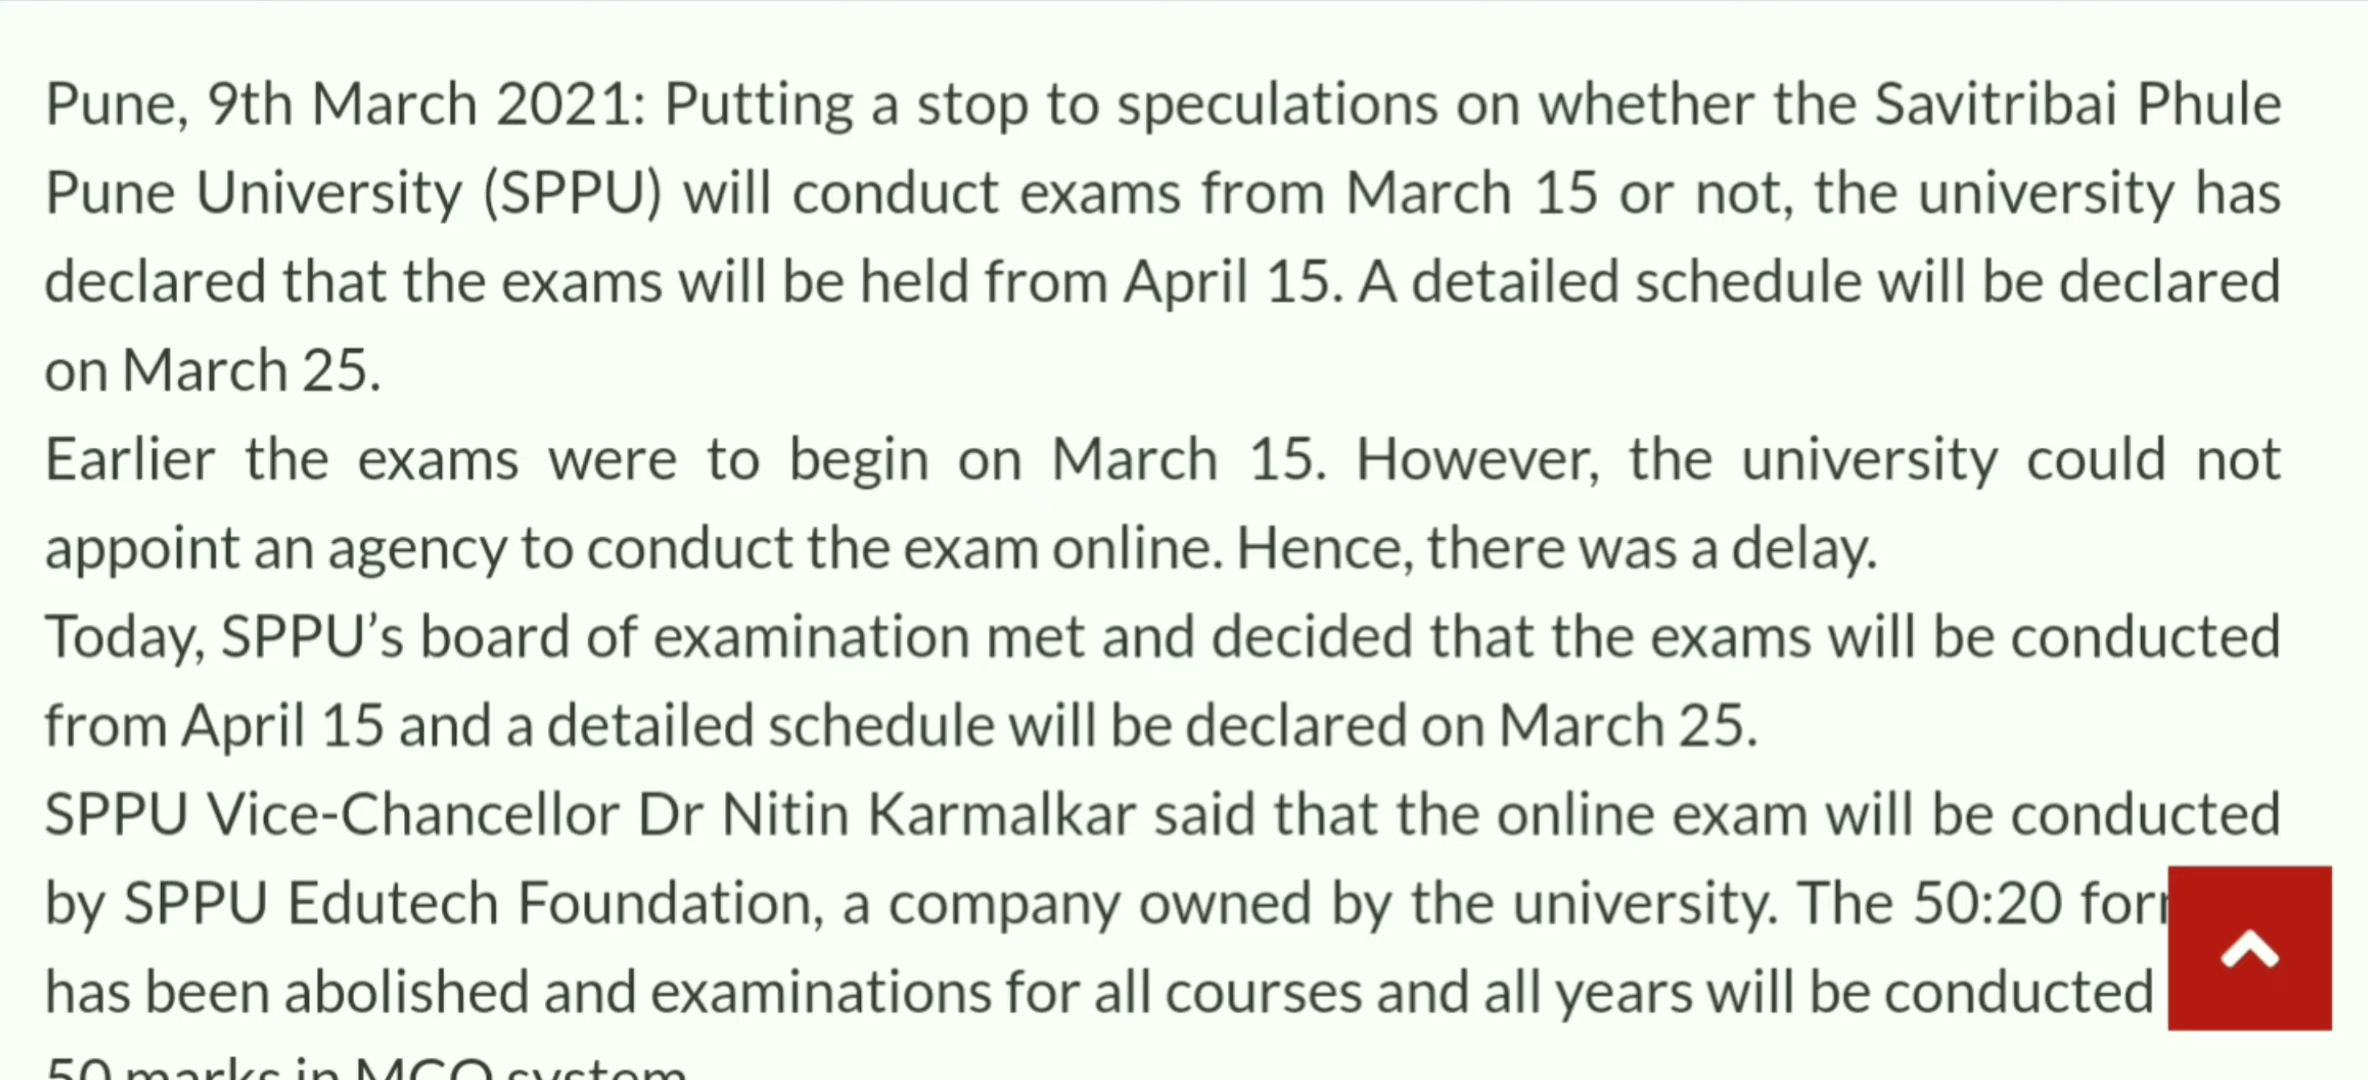 Pune, 9th March 2021: Putting a stop to speculations on whether the Savitribai Phule
Pune University (SPPU) will conduct exams from March 15 or not, the university has
declared that the exams will be held from April 15. A detailed schedule will be declared
on March 25.
Earlier the exams were to begin on March 15. However, the university could not
appoint an agency to conduct the exam online. Hence, there was a delay.
Today, SPPU’s board of examination met and decided that the exams will be conducted
from April 15 and a detailed schedule will be declared on March 25.
SPPU Vice-Chancellor Dr Nitin Karmalkar said that the online exam will be conducted
by SPPU Edutech Foundation, a company owned by the university. The 50:20
has been abolished and examinations for all courses and all years will be conducted
50 marks in MCQ system